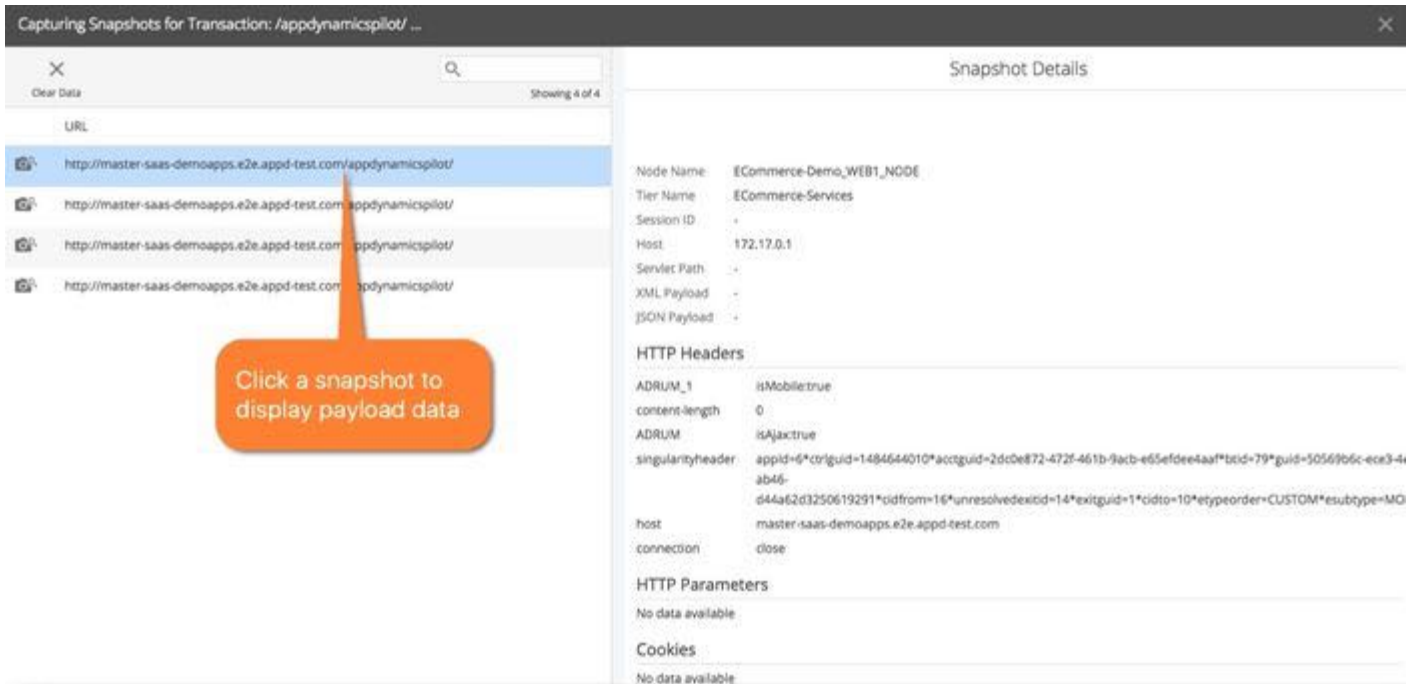 Capturing Snapshots for Transaction: /appdynamicspilot/ ...
Clear Data
Showing 4 of 4
URL
http://master-saas-demoapps.e2e.appd-test.com/appdynamicspilot/
http://master-saas-demoapps.e2e.appd-test.com appdynamicspilot/
http://master-saas-demoapps.e2e.appd-test.com ppdynamicspilot/
http://master-saas-demoapps.e2e.appd-test.com ppdynamicspilot/
Click a snapshot to
display payload data
Snapshot Details
Node Name ECommerce-Demo_WEB1_NODE
Tier Name ECommerce-Services
Session ID -
Host 172.17.0.1
Servlet Path -
XML Payload -
JSON Payload -
HTTP Headers
ADRUM_1 isMobile:true
content-length 0
ADRUM isAjax:true
singularityheader appId=6*ctrlguid=1484644010*acctguid=2dc0e872-472f-461b-9acb-e65efdee4aaf*btid=79*guid=50569b6c-ece3-4e
ab46-
d44a62d3250619291*cidfrom=16*unresolvedexitid=14*exitguid=1*cidto=10*etypeorder=CUSTOM*esubtype=MO
host master-saas-demoapps.e2e.appd-test.com
connection close
HTTP Parameters
No data available
Cookies
No data available